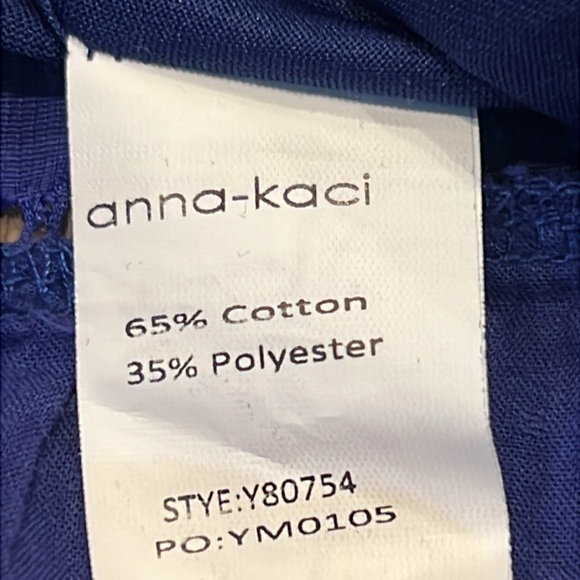 anna-kaci
65% Cotton
35% Polyester
STYE:Y80754
PO:YM0105